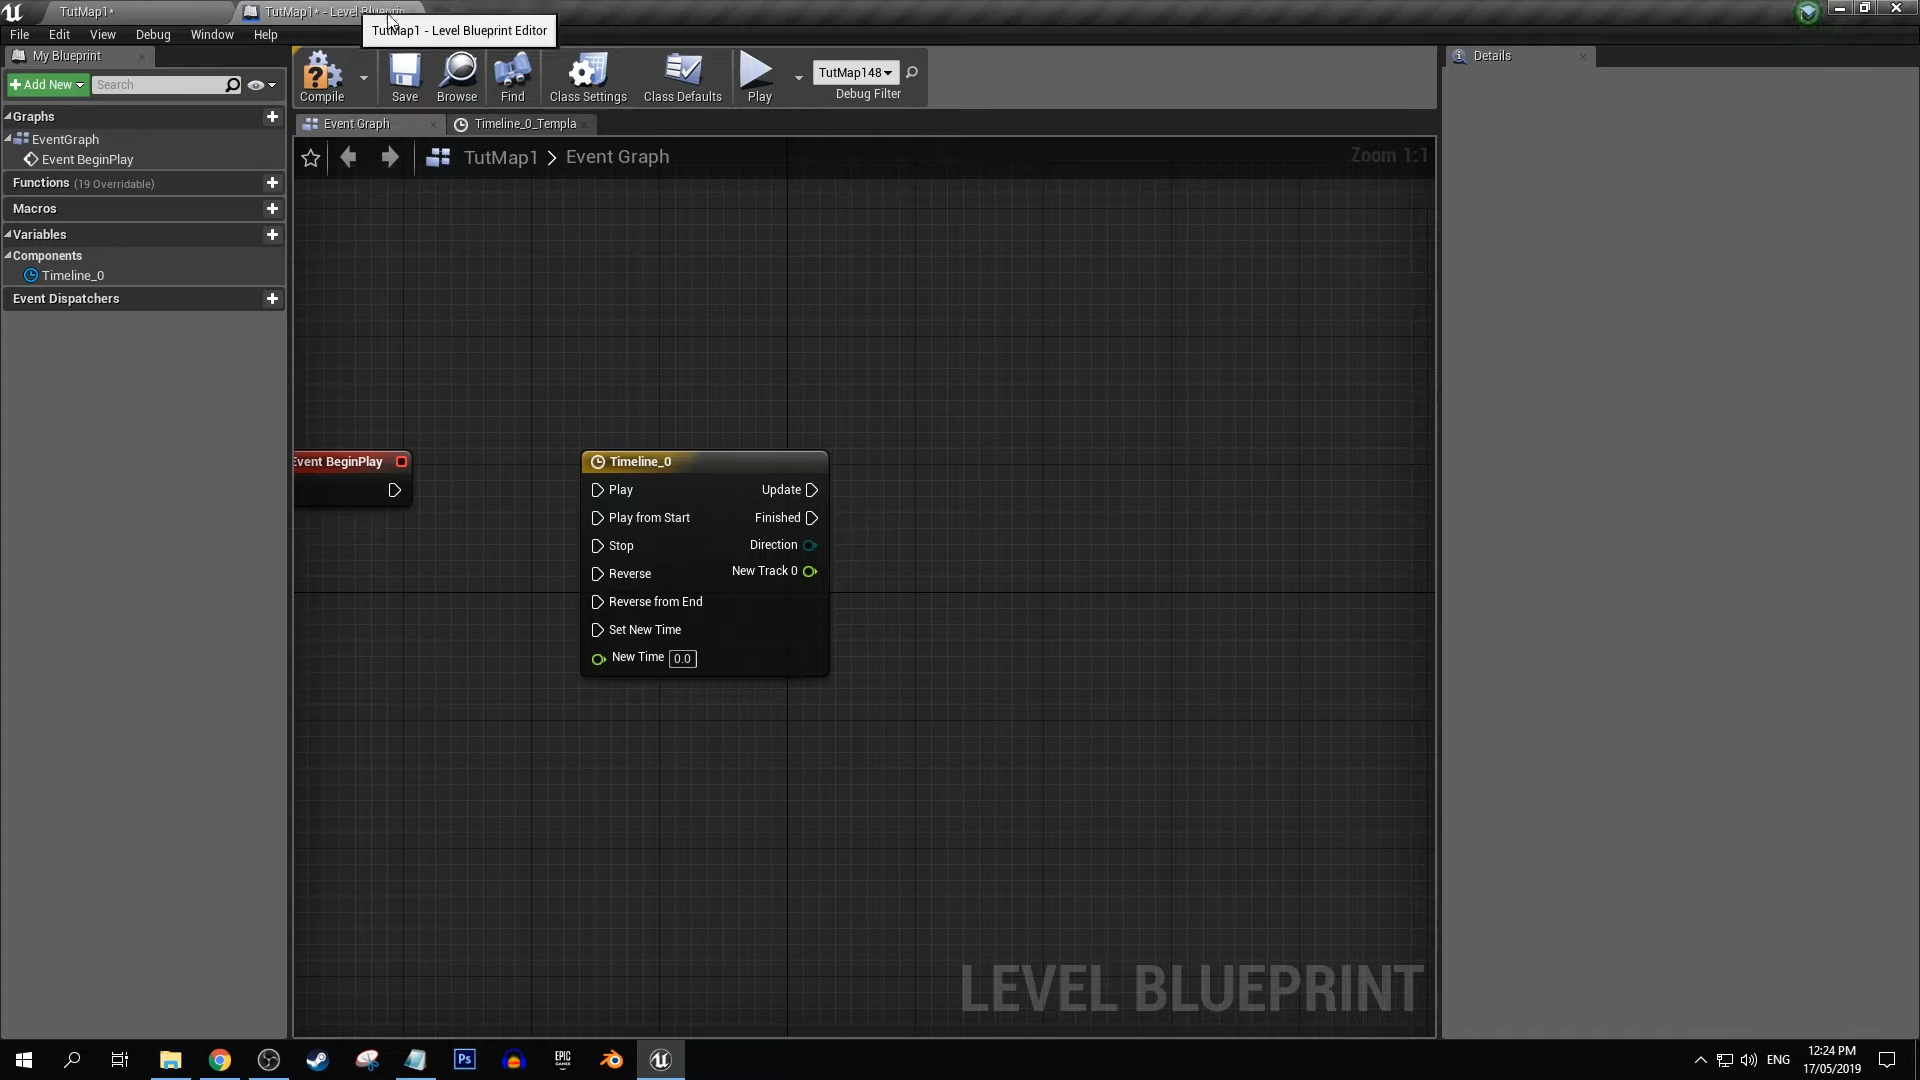 TutMap1*
TutMap1* - Level Blueprin
TutMap1 - Level Blueprint Editor
File
Edit
View
Debug
Window
Help
My Blueprint
Details
Add New
Search
Compile
Save
Browse
Find
Class Settings
Class Defaults
Play
TutMap148
Debug Filter
Graphs
EventGraph
Event BeginPlay
Functions (19 Overridable)
Macros
Variables
Components
Timeline_0
Event Dispatchers
Event Graph
Timeline_0_Templa
TutMap1 > Event Graph
Zoom 1:1
Event BeginPlay
Timeline_0
Play
Update
Play from Start
Finished
Stop
Direction
Reverse
New Track 0
Reverse from End
Set New Time
New Time 0.0
LEVEL BLUEPRINT
Ps
EPIC
GAMES
ENG
12:24 PM
17/05/2019